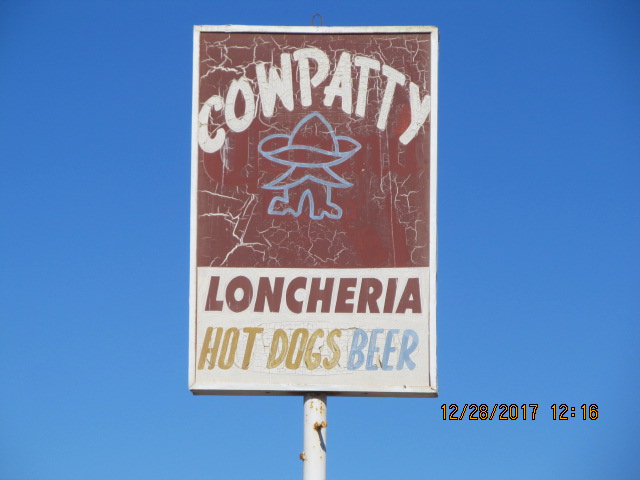 COWPATTY
LONCHERIA
HOT DOGS BEER
12/28/2017 12:16